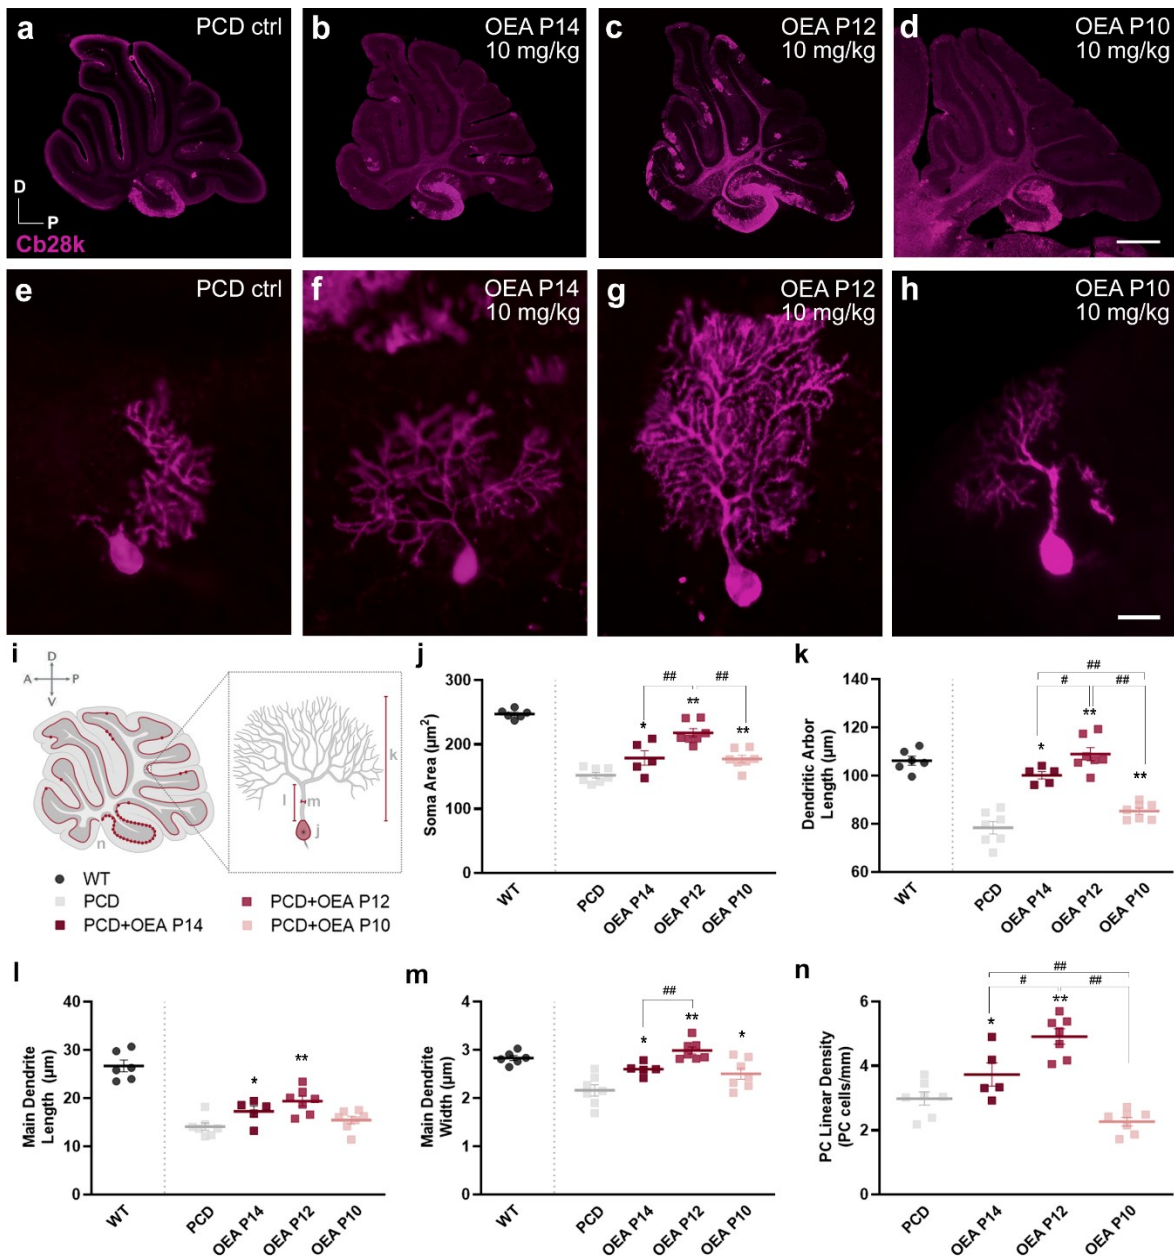 a
PCD ctrl
b
OEA P14
10 mg/kg
c
OEA P12
10 mg/kg
d
OEA P10
10 mg/kg
D
P
Cb28k
e
PCD ctrl
f
OEA P14
10 mg/kg
g
OEA P12
10 mg/kg
h
OEA P10
10 mg/kg
i
D
A
P
V
k
l
m
j
n
WT
PCD
PCD+OEA P14
PCD+OEA P12
PCD+OEA P10
j
Soma Area (µm²)
300
200
100
0
##
##
*
**
**
WT
PCD
OEA P14
OEA P12
OEA P10
k
Dendritic Arbor
Length (µm)
140
120
100
80
60
##
#
##
*
**
**
WT
PCD
OEA P14
OEA P12
OEA P10
l
Main Dendrite
Length (µm)
40
30
20
10
0
*
**
WT
PCD
OEA P14
OEA P12
OEA P10
m
Main Dendrite
Width (µm)
4
3
2
1
0
##
*
**
*
WT
PCD
OEA P14
OEA P12
OEA P10
n
PC Linear Density
(PC cells/mm)
6
4
2
0
##
#
##
*
**
PCD
OEA P14
OEA P12
OEA P10